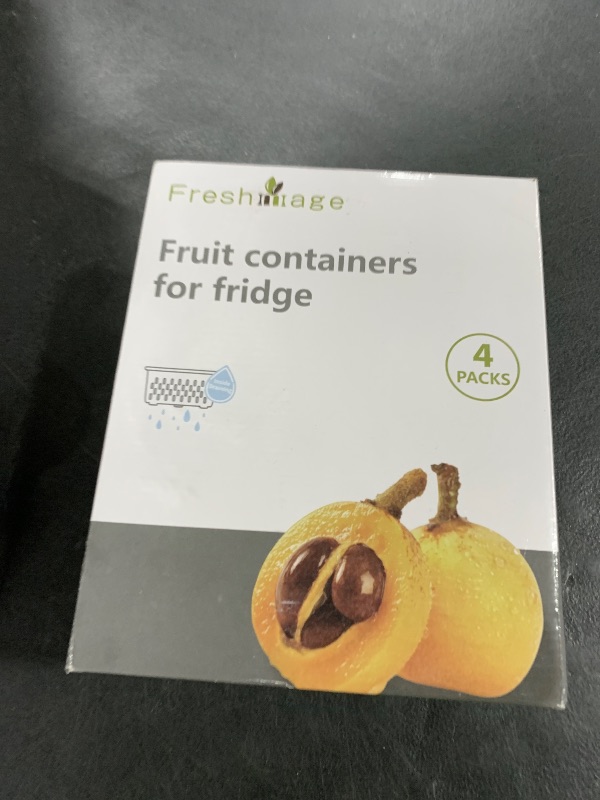 Freshmage
Fruit containers
for fridge
4
PACKS